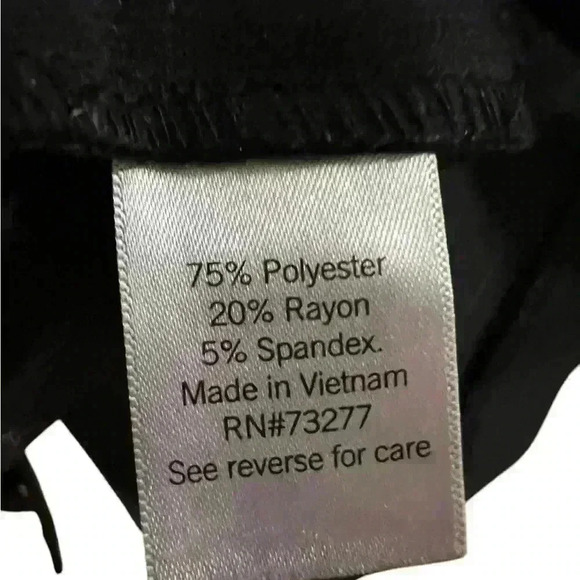 75% Polyester
20% Rayon
5% Spandex.
Made in Vietnam
RN#73277
See reverse for care